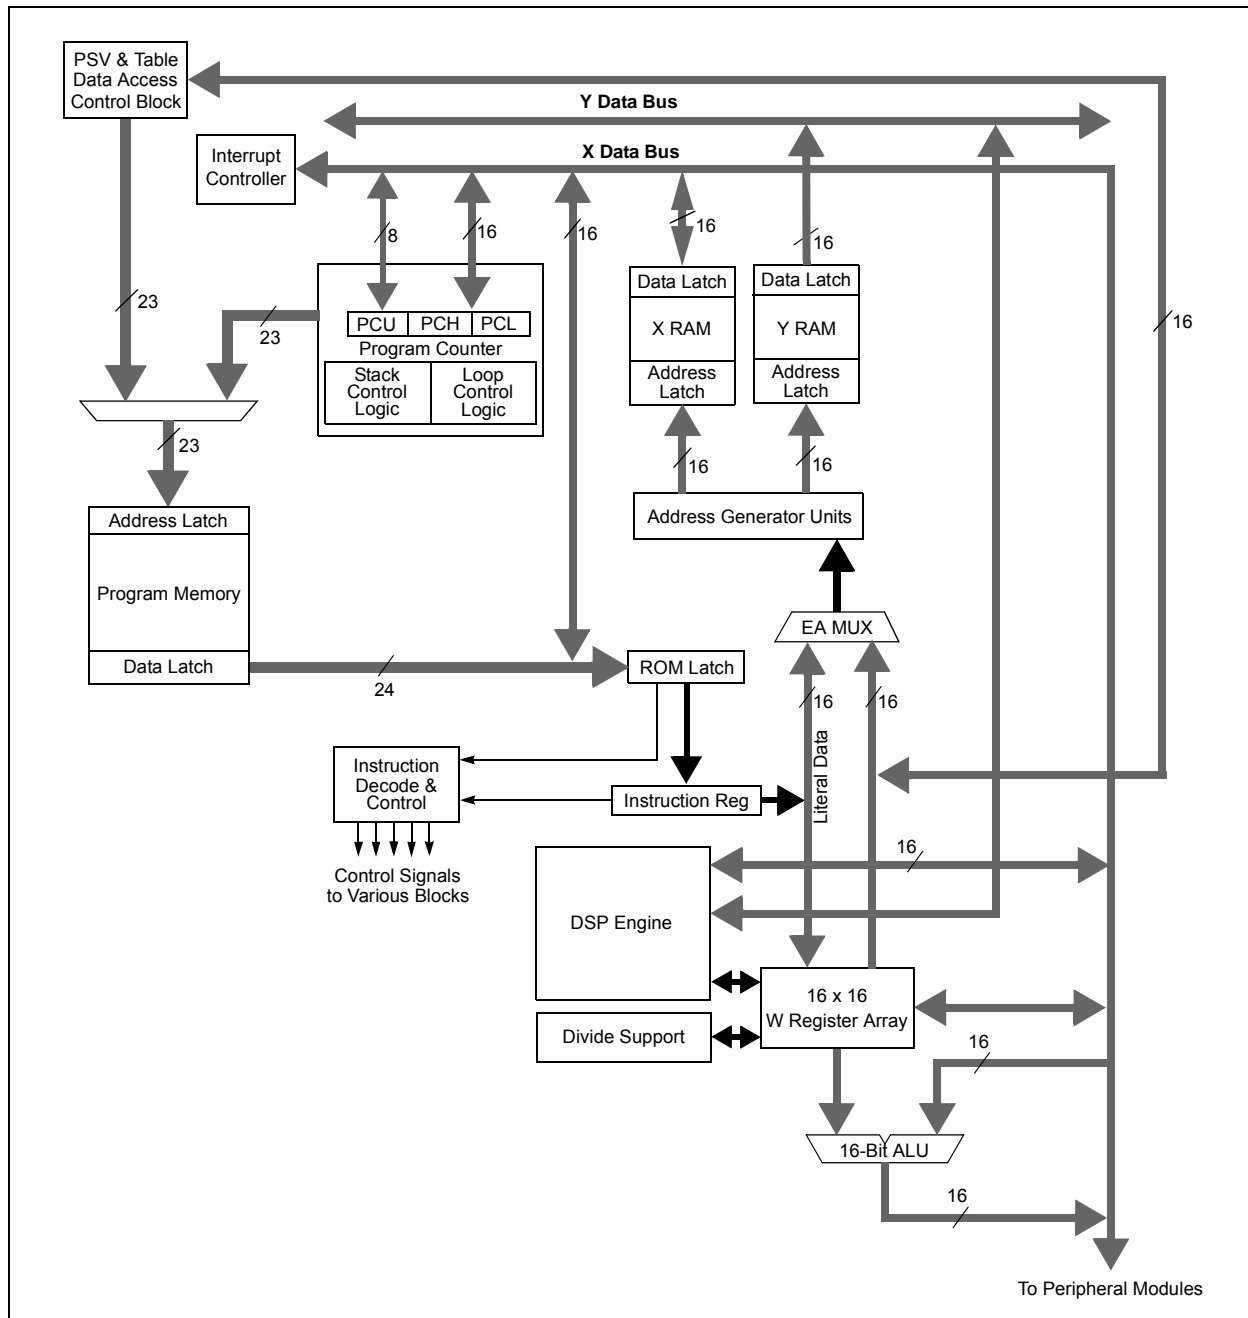 PSV & Table
Data Access
Control Block
Y Data Bus
X Data Bus
Interrupt
Controller
8
16
16
16
16
16
23
23
Data Latch
X RAM
Address
Latch
Data Latch
Y RAM
Address
Latch
PCU
PCH
PCL
Program Counter
Stack
Control
Logic
Loop
Control
Logic
23
16
16
Address Latch
Program Memory
Data Latch
24
Address Generator Units
EA MUX
ROM Latch
16
16
Literal Data
Instruction
Decode &
Control
Instruction Reg
Control Signals
to Various Blocks
16
DSP Engine
16 x 16
W Register Array
Divide Support
16
16-Bit ALU
16
To Peripheral Modules